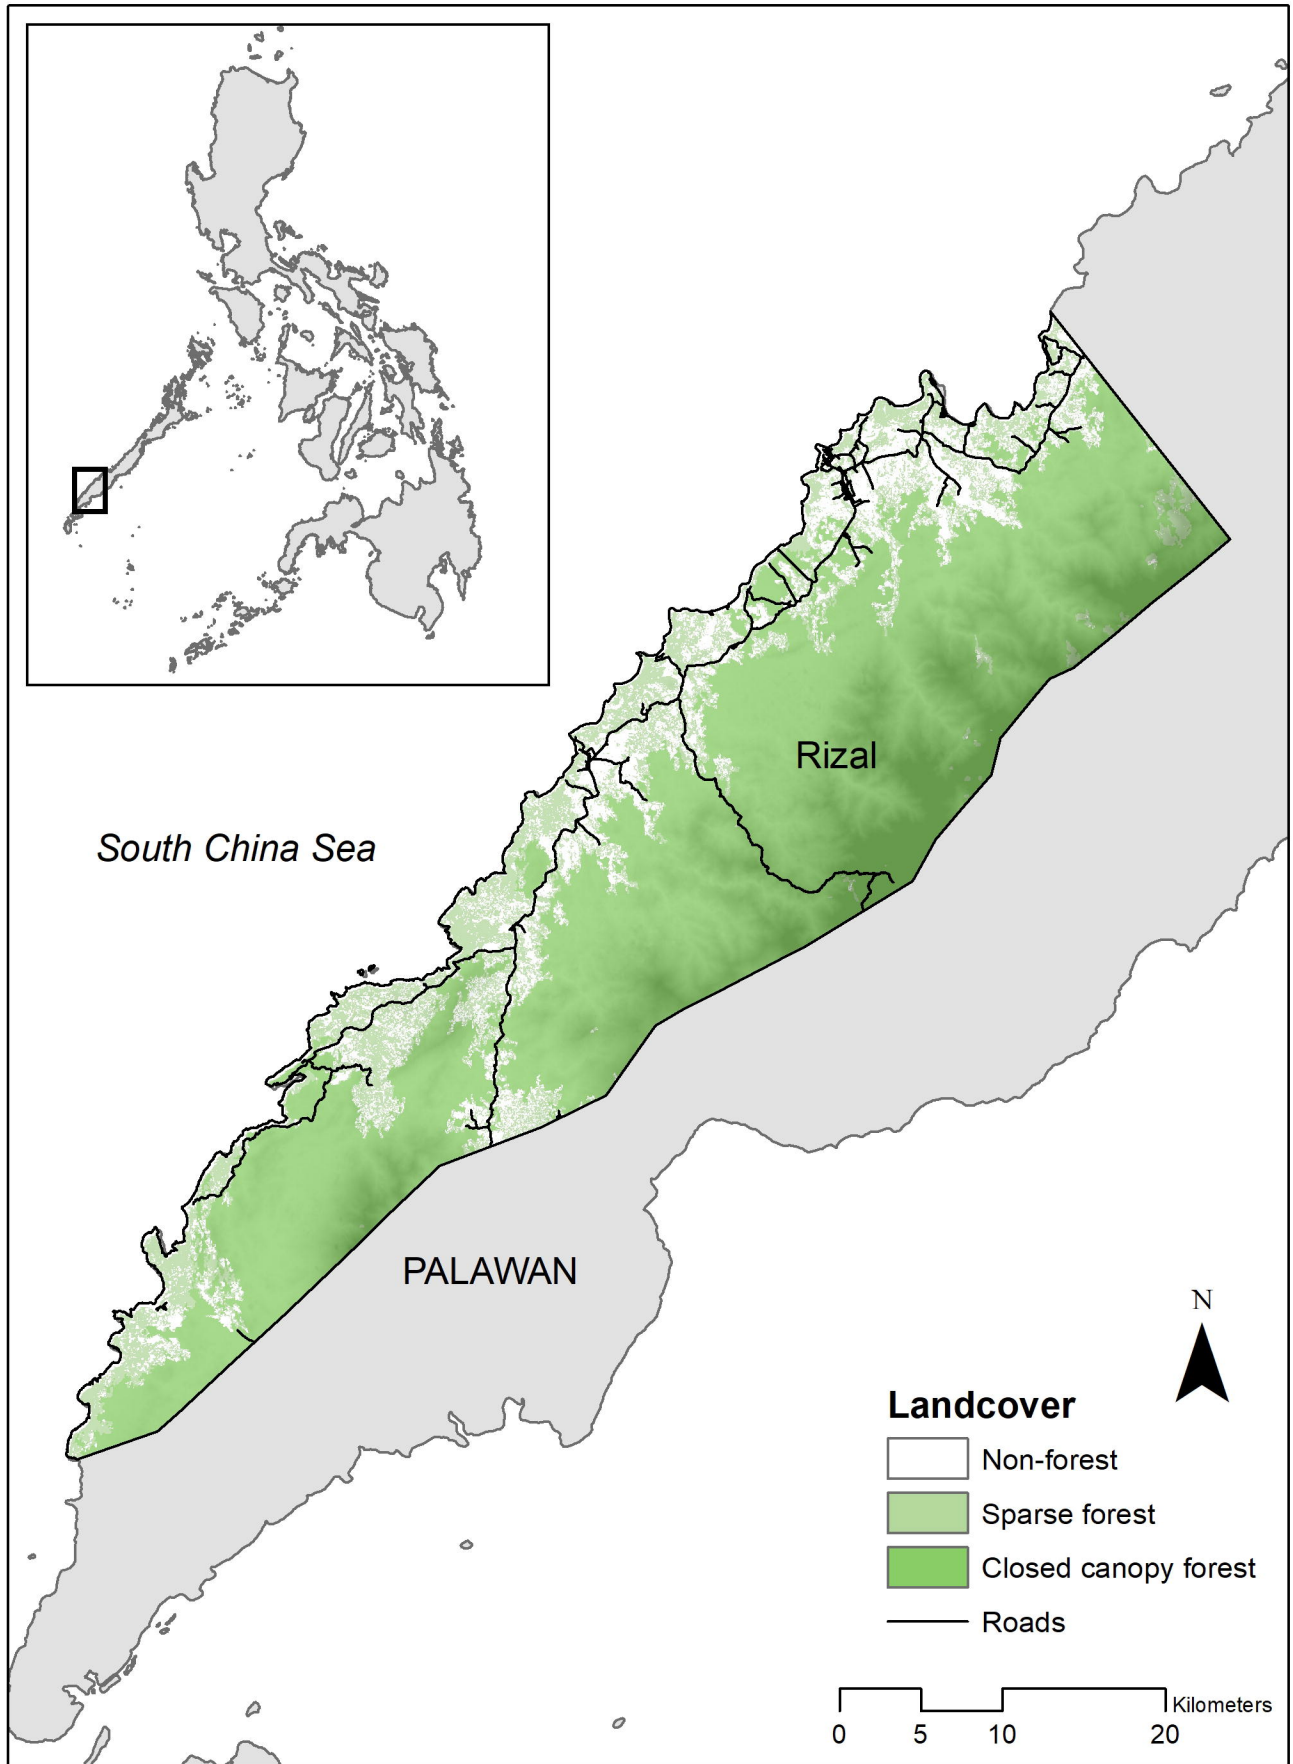 Rizal
South China Sea
PALAWAN
N
Landcover
Non-forest
Sparse forest
Closed canopy forest
Roads
Kilometers
0 5 10 20